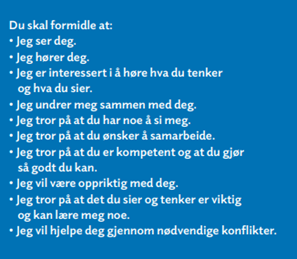 Du skal formidle at:
• Jeg ser deg.
• Jeg hører deg.
• Jeg er interessert i å høre hva du tenker
og hva du sier.
• Jeg undrer meg sammen med deg.
• Jeg tror på at du har noe å si meg.
• Jeg tror på at du ønsker å samarbeide.
• Jeg tror på at du er kompetent og at du gjør
så godt du kan.
• Jeg vil være oppriktig med deg.
• Jeg tror på at det du sier og tenker er viktig
og kan lære meg noe.
• Jeg vil hjelpe deg gjennom nødvendige konflikter.